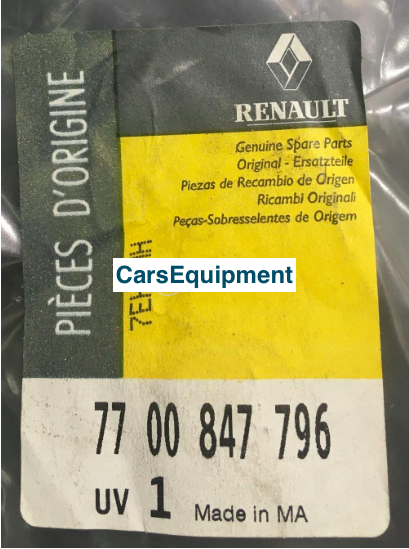 PIÈCES D'ORIGINE
RENAULT
Genuine Spare Parts
Original - Ersatzteile
Piezas de Recambio de Origen
Ricambi Originali
Peças-Sobresselentes de Origem
CarsEquipment
77 00 847 796
UV 1 Made in MA